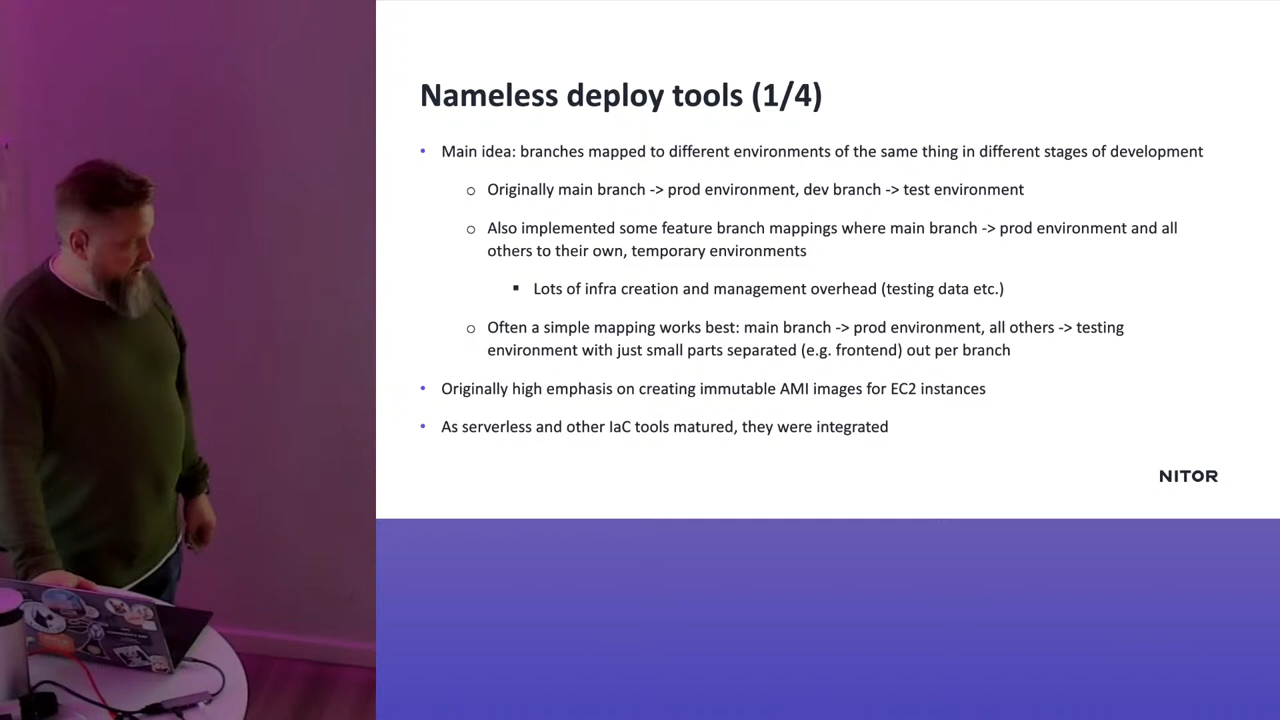 Nameless deploy tools (1/4)
• Main idea: branches mapped to different environments of the same thing in different stages of development
o Originally main branch -> prod environment, dev branch -> test environment
o Also implemented some feature branch mappings where main branch -> prod environment and all
others to their own, temporary environments
▪ Lots of infra creation and management overhead (testing data etc.)
o Often a simple mapping works best: main branch -> prod environment, all others -> testing
environment with just small parts separated (e.g. frontend) out per branch
• Originally high emphasis on creating immutable AMI images for EC2 instances
• As serverless and other IaC tools matured, they were integrated
NITOR